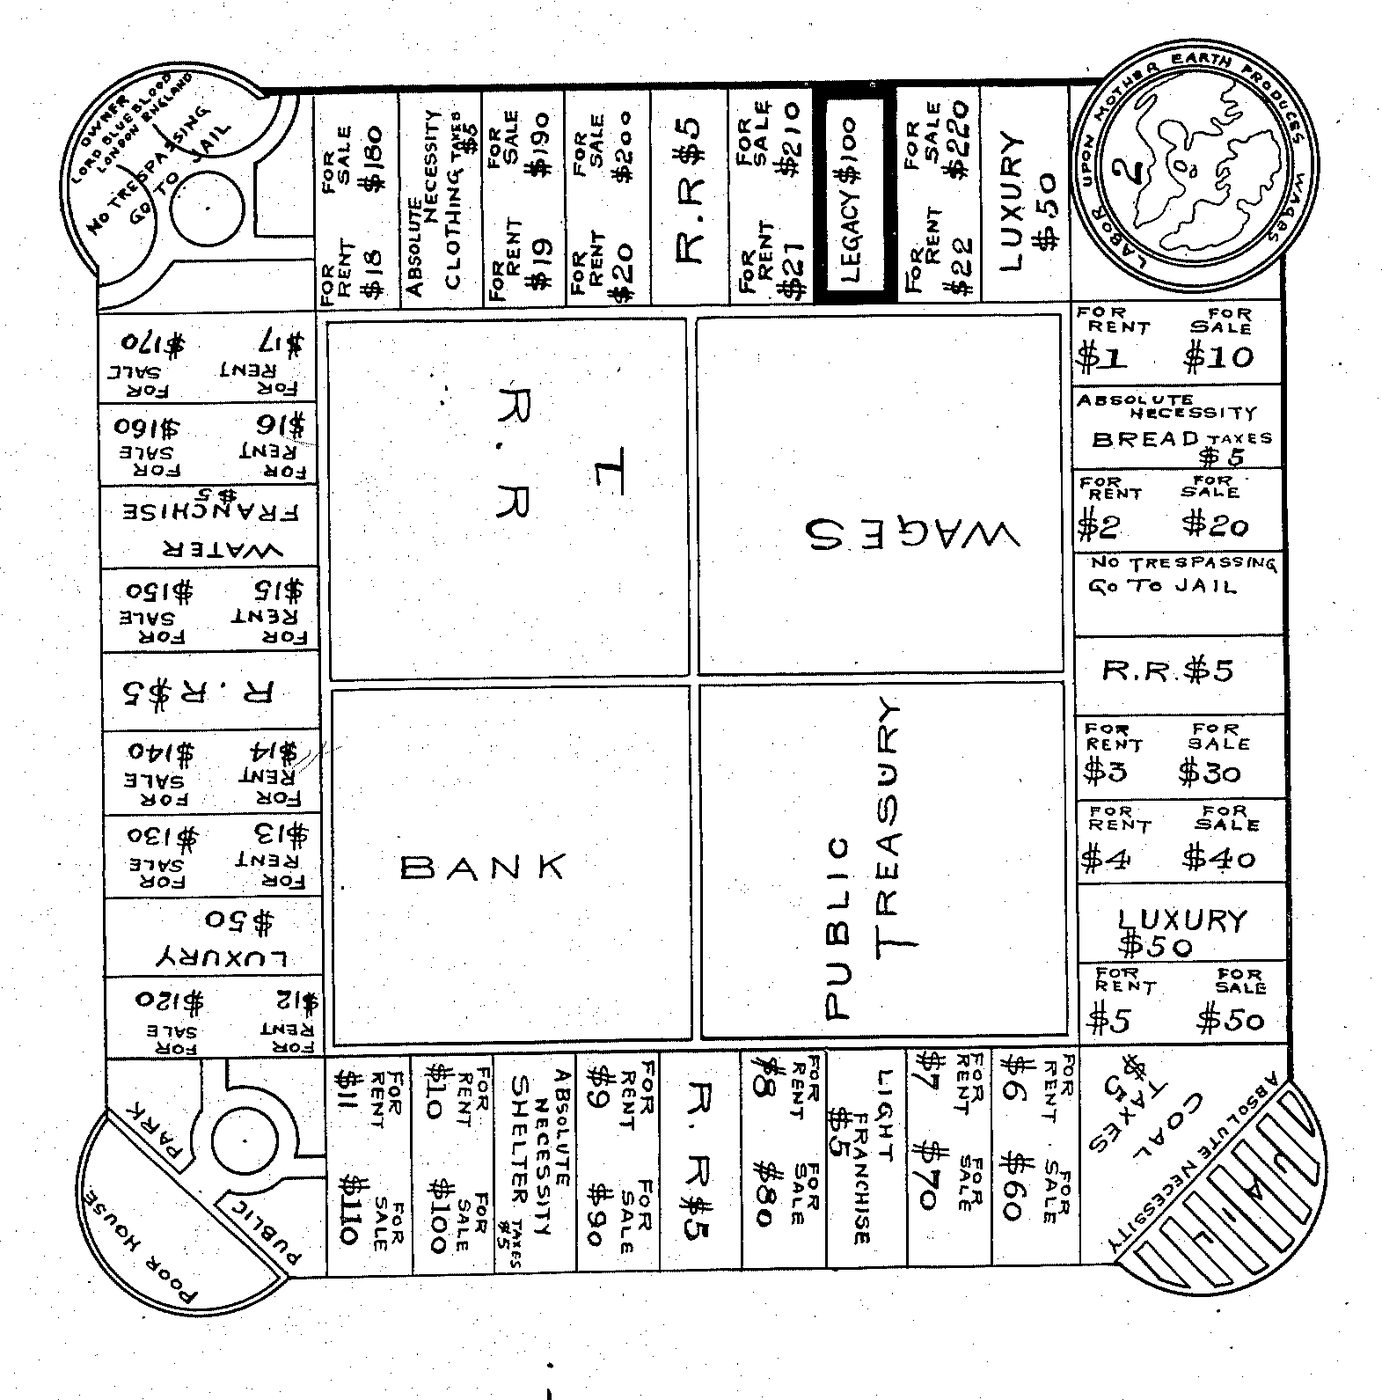 LABOR UPON MOTHER EARTH PRODUCES WAGES
2
FOR RENT
$1
FOR SALE
$10
ABSOLUTE
NECESSITY
BREAD TAXES
$5
FOR RENT
$2
FOR SALE
$20
NO TRESPASSING
GO TO JAIL
R.R. $5
FOR RENT
$3
FOR SALE
$30
FOR RENT
$4
FOR SALE
$40
LUXURY
$50
FOR RENT
$5
FOR SALE
$50
ABSOLUTE NECESSITY
COAL
TAXES
$5
JAIL
FOR RENT
$6
FOR SALE
$60
FOR RENT
$7
FOR SALE
$70
LIGHT
FRANCHISE
$5
FOR RENT
$8
FOR SALE
$80
R. R $5
FOR RENT
$9
FOR SALE
$90
ABSOLUTE
NECESSITY
SHELTER TAXES
$5
FOR RENT
$10
FOR SALE
$100
FOR RENT
$11
FOR SALE
$110
PUBLIC
PARK
POOR HOUSE
FOR RENT
$12
FOR SALE
$120
LUXURY
$50
FOR RENT
$13
FOR SALE
$130
FOR RENT
$14
FOR SALE
$140
R.R. $5
FOR RENT
$15
FOR SALE
$150
WATER
FRANCHISE
$5
FOR RENT
$16
FOR SALE
$160
FOR RENT
$17
FOR SALE
$170
OWNER
LORD BLUE BLOOD
LONDON ENGLAND
NO TRESPASSING
GO TO JAIL
FOR RENT
$18
FOR SALE
$180
ABSOLUTE
NECESSITY
CLOTHING TAXES
$5
FOR RENT
$19
FOR SALE
$190
FOR RENT
$20
FOR SALE
$200
R.R $5
FOR RENT
$21
FOR SALE
$210
LEGACY $100
FOR RENT
$22
FOR SALE
$220
LUXURY
$50
R. R
1
WAGES
BANK
PUBLIC
TREASURY